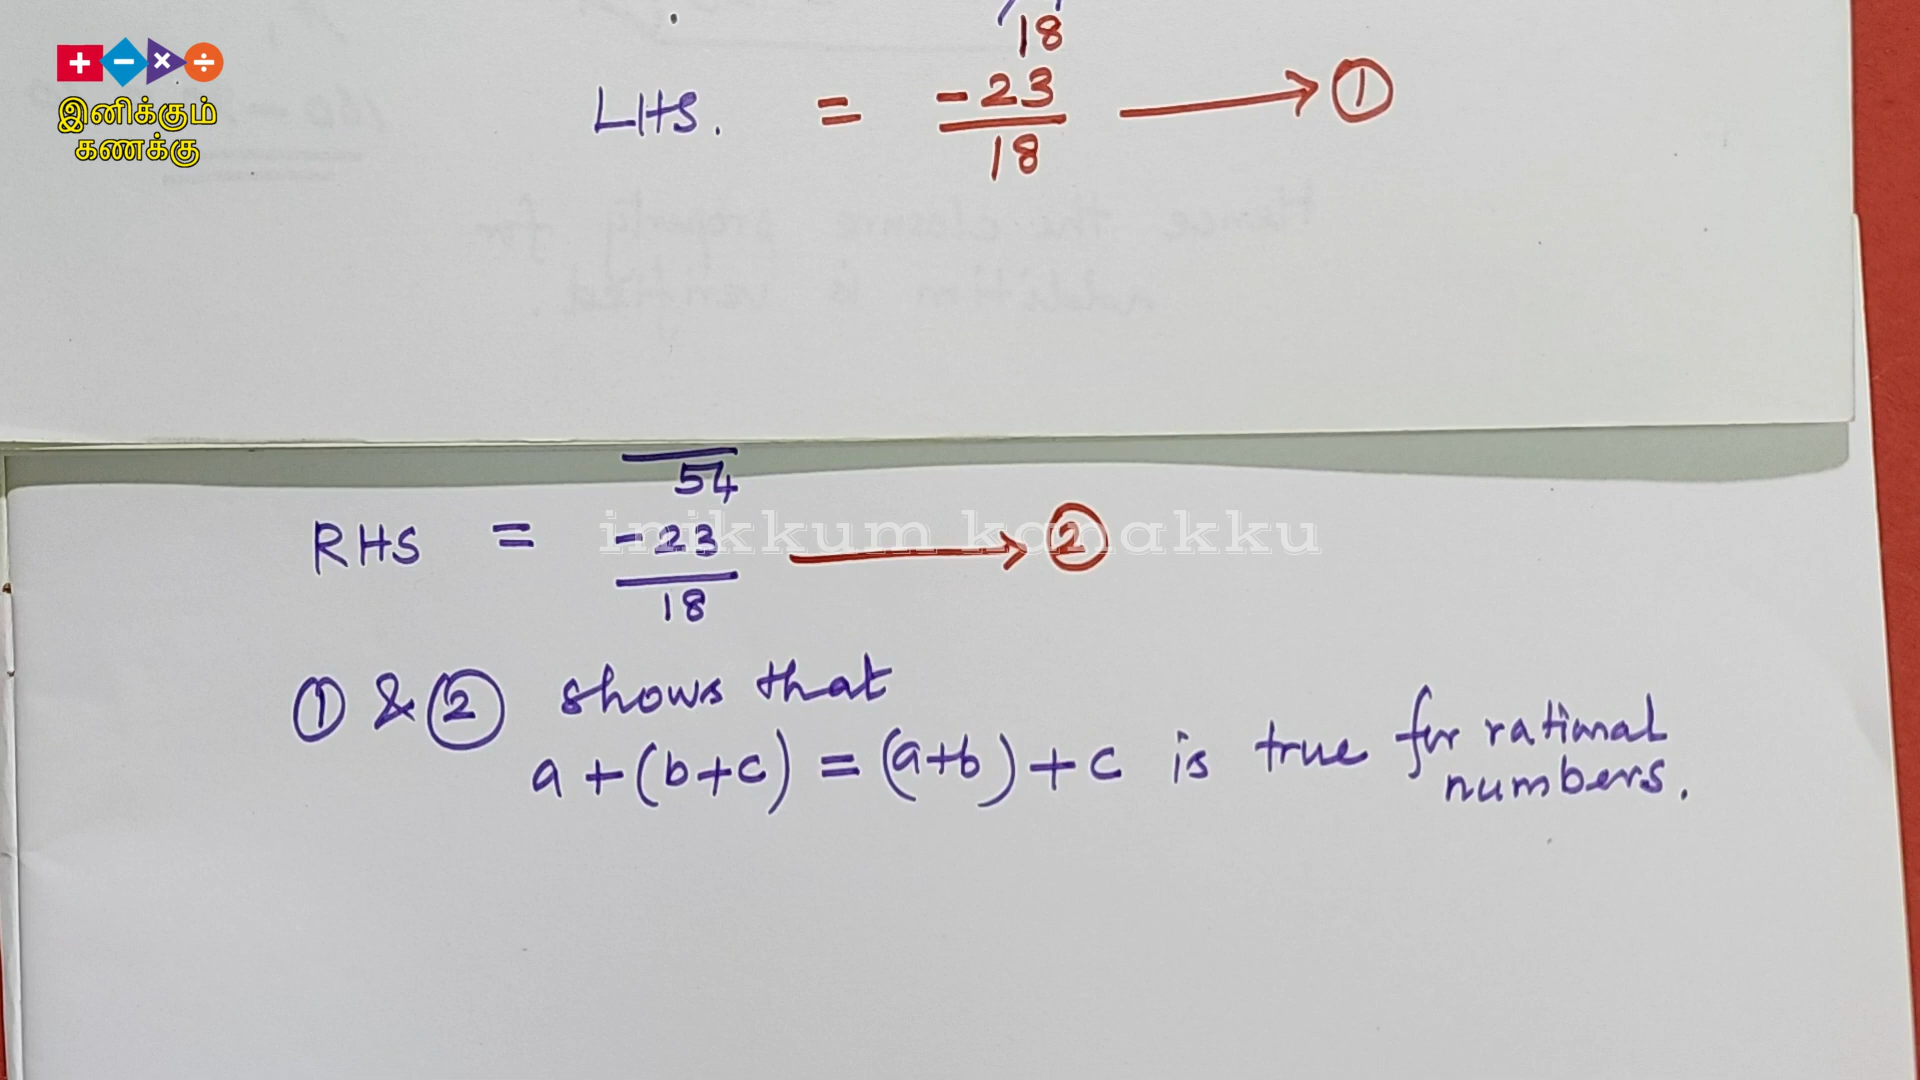 + - × ÷
இனிக்கும்
கணக்கு
18
LHS. = -23/18 → ①
54
RHS = -23/18 → ②
inikkum kanakku
① & ② shows that
a+(b+c) = (a+b)+c is true for rational
numbers.